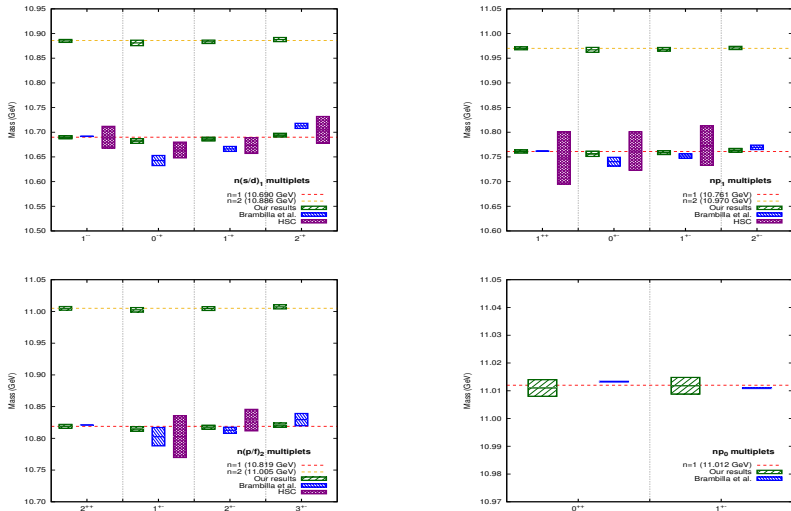 10.95
10.90
10.85
10.80
10.75
10.70
10.65
10.60
10.55
10.50
Mass (GeV)
n(s/d)₁ multiplets
n=1 (10.690 GeV)
n=2 (10.886 GeV)
Our results
Brambilla et al.
HSC
1⁻⁻
0⁻⁺
1⁻⁺
2⁻⁺
11.05
11.00
10.95
10.90
10.85
10.80
10.75
10.70
10.65
10.60
Mass (GeV)
np₁ multiplets
n=1 (10.761 GeV)
n=2 (10.970 GeV)
Our results
Brambilla et al.
HSC
1⁺⁺
0⁺⁻
1⁺⁻
2⁺⁻
11.05
11.00
10.95
10.90
10.85
10.80
10.75
10.70
Mass (GeV)
n(p/f)₂ multiplets
n=1 (10.819 GeV)
n=2 (11.005 GeV)
Our results
Brambilla et al.
HSC
2⁺⁺
1⁺⁻
2⁺⁻
3⁺⁻
11.05
11.04
11.03
11.02
11.01
11.00
10.99
10.98
10.97
Mass (GeV)
np₀ multiplets
n=1 (11.012 GeV)
Our results
Brambilla et al.
0⁺⁺
1⁺⁻